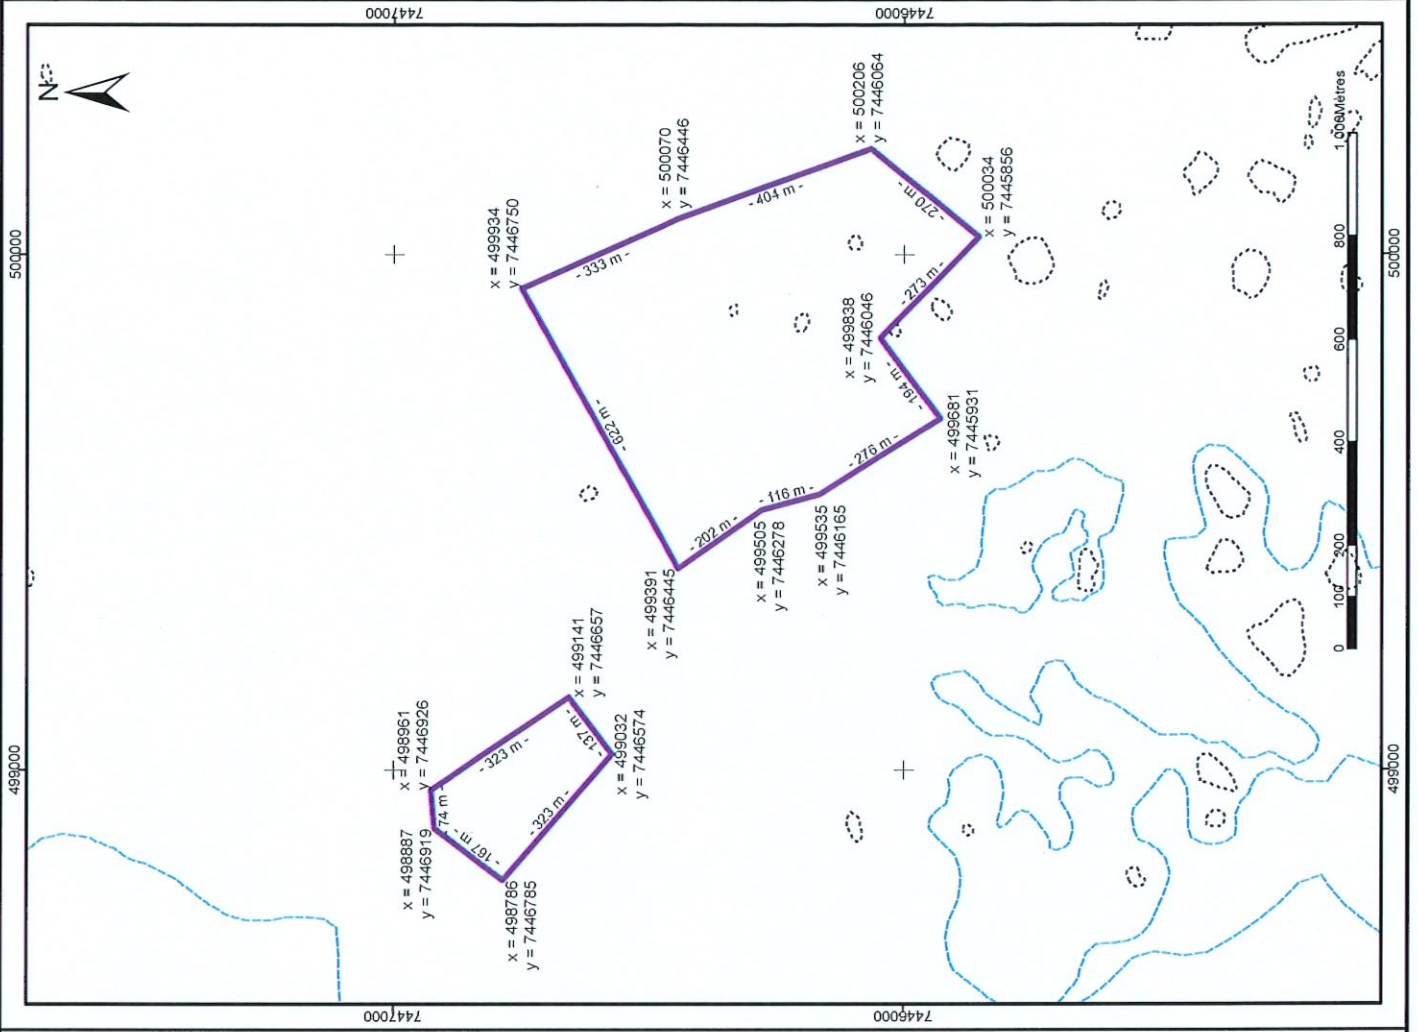 7447000
7446000
N
500000
499000
x = 499934
y = 7446750
x = 500070
y = 7446446
x = 500206
y = 7446064
x = 500034
y = 7445856
x = 499838
y = 7446046
x = 499681
y = 7445931
x = 499535
y = 7446165
x = 499505
y = 7446278
x = 499391
y = 7446445
- 622 m -
- 333 m -
- 404 m -
- 270 m -
- 273 m -
- 194 m -
- 276 m -
- 116 m -
- 202 m -
x = 499141
y = 7446657
x = 498961
y = 7446926
x = 498887
y = 7446919
x = 498786
y = 7446785
x = 499032
y = 7446574
- 323 m -
74 m -
- 167 m -
- 323 m -
- 137 m -
0 100 200 400 600 800 1 000 Mètres
500000
499000
7447000
7446000